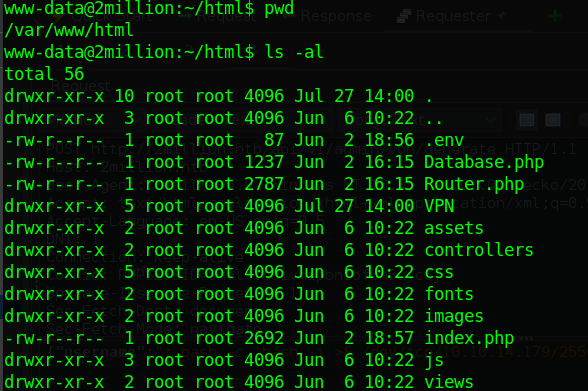 www-data@2million:~/html$ pwd
/var/www/html
www-data@2million:~/html$ ls -al
total 56
drwxr-xr-x 10 root root 4096 Jul 27 14:00 .
drwxr-xr-x  3 root root 4096 Jun  6 10:22 ..
-rw-r--r--  1 root root   87 Jun  2 18:56 .env
-rw-r--r--  1 root root 1237 Jun  2 16:15 Database.php
-rw-r--r--  1 root root 2787 Jun  2 16:15 Router.php
drwxr-xr-x  5 root root 4096 Jul 27 14:00 VPN
drwxr-xr-x  2 root root 4096 Jun  6 10:22 assets
drwxr-xr-x  2 root root 4096 Jun  6 10:22 controllers
drwxr-xr-x  5 root root 4096 Jun  6 10:22 css
drwxr-xr-x  2 root root 4096 Jun  6 10:22 fonts
drwxr-xr-x  2 root root 4096 Jun  6 10:22 images
-rw-r--r--  1 root root 2692 Jun  2 18:57 index.php
drwxr-xr-x  3 root root 4096 Jun  6 10:22 js
drwxr-xr-x  2 root root 4096 Jun  6 10:22 views